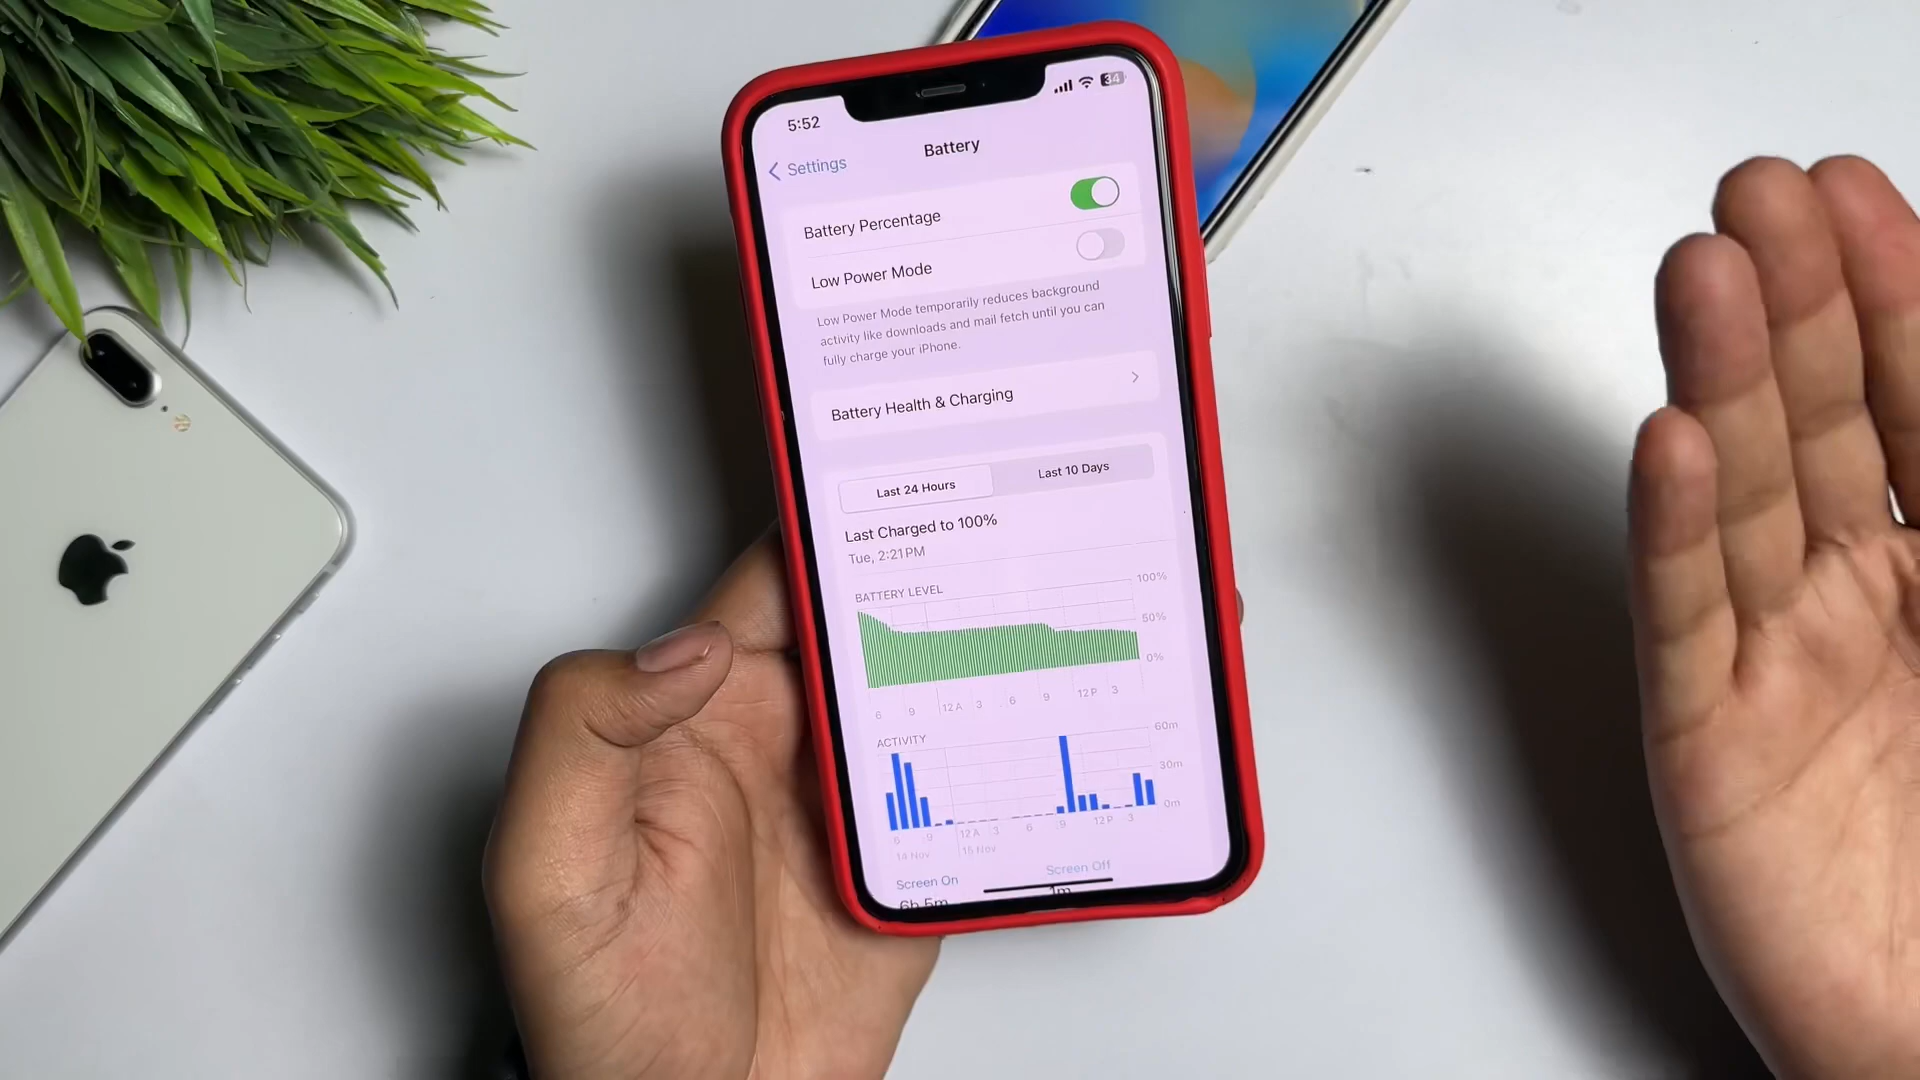 5:52
34
Settings
Battery
Battery Percentage
Low Power Mode
Low Power Mode temporarily reduces background
activity like downloads and mail fetch until you can
fully charge your iPhone.
Battery Health & Charging
Last 24 Hours
Last 10 Days
Last Charged to 100%
Tue, 2:21 PM
BATTERY LEVEL
100%
50%
0%
6 9 12 A 3 6 9 12 P 3
ACTIVITY
60m
30m
0m
6 9 12 A 3 6 9 12 P 3
14 Nov 15 Nov
Screen On
Screen Off
6h 5m
1m